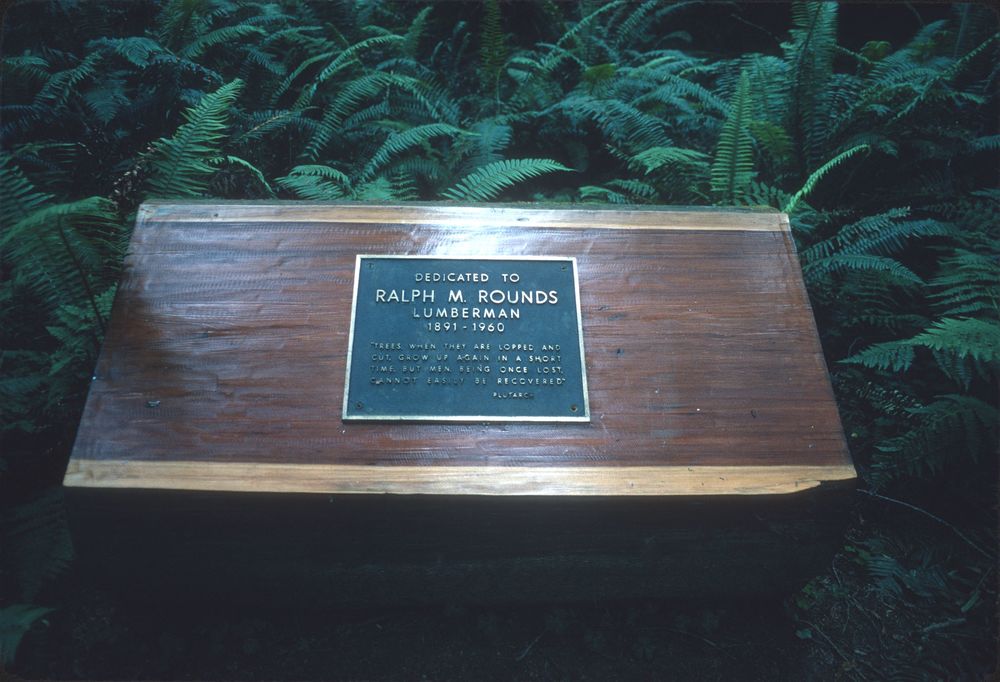 DEDICATED TO
RALPH M. ROUNDS
LUMBERMAN
1891 - 1960
"TREES, WHEN THEY ARE LOPPED, AND
CUT, GROW UP AGAIN IN A SHORT
TIME, BUT MEN, BEING ONCE LOST,
CANNOT EASILY BE RECOVERED"
PLUTARCH